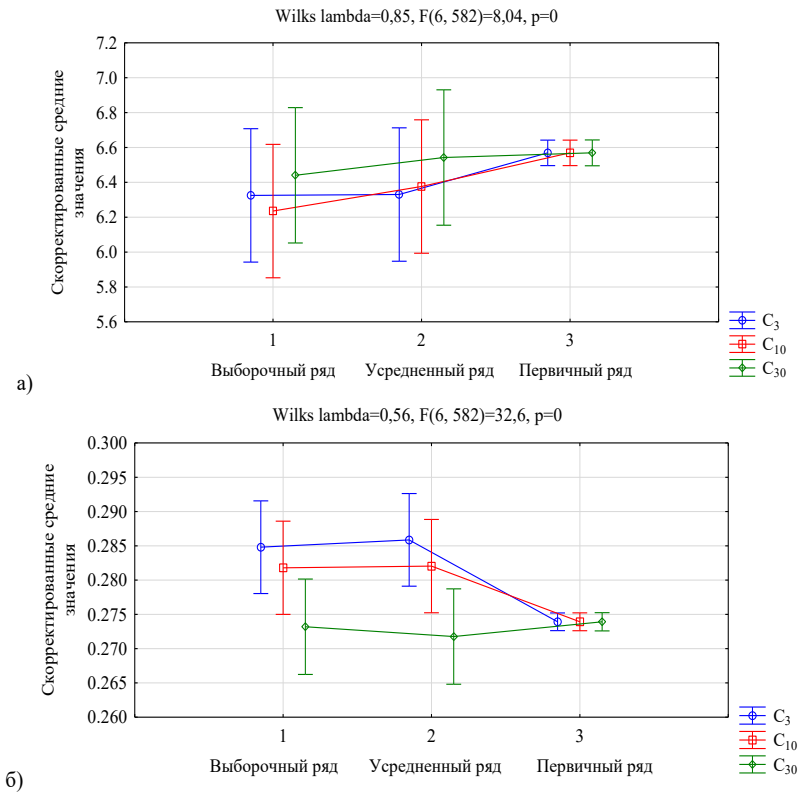 Wilks lambda=0,85, F(6, 582)=8,04, p=0
7.2
7.0
6.8
6.6
6.4
6.2
6.0
5.8
5.6
Скорректированные средние
значения
1
2
3
Выборочный ряд
Усредненный ряд
Первичный ряд
C3
C10
C30
а)
Wilks lambda=0,56, F(6, 582)=32,6, p=0
0.300
0.295
0.290
0.285
0.280
0.275
0.270
0.265
0.260
Скорректированные средние
значения
1
2
3
Выборочный ряд
Усредненный ряд
Первичный ряд
C3
C10
C30
б)